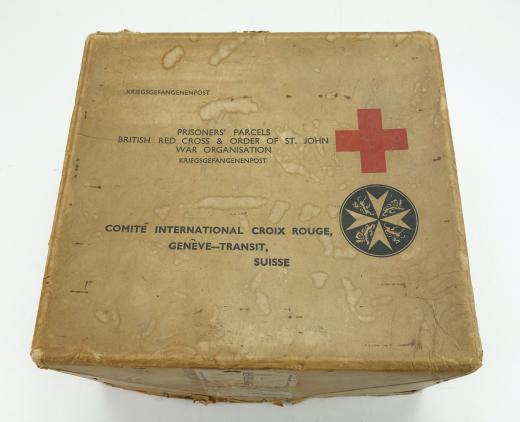 KRIEGSGEFANGENENPOST
PRISONERS' PARCELS
BRITISH RED CROSS & ORDER OF ST. JOHN
WAR ORGANISATION
KRIEGSGEFANGENENPOST
COMITÉ INTERNATIONAL CROIX ROUGE,
GENÈVE—TRANSIT,
SUISSE